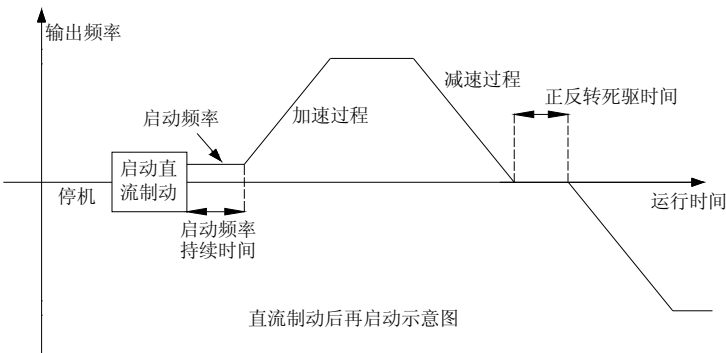 输出频率
减速过程
正反转死驱时间
启动频率
加速过程
启动直
流制动
停机
运行时间
启动频率
持续时间
直流制动后再启动示意图